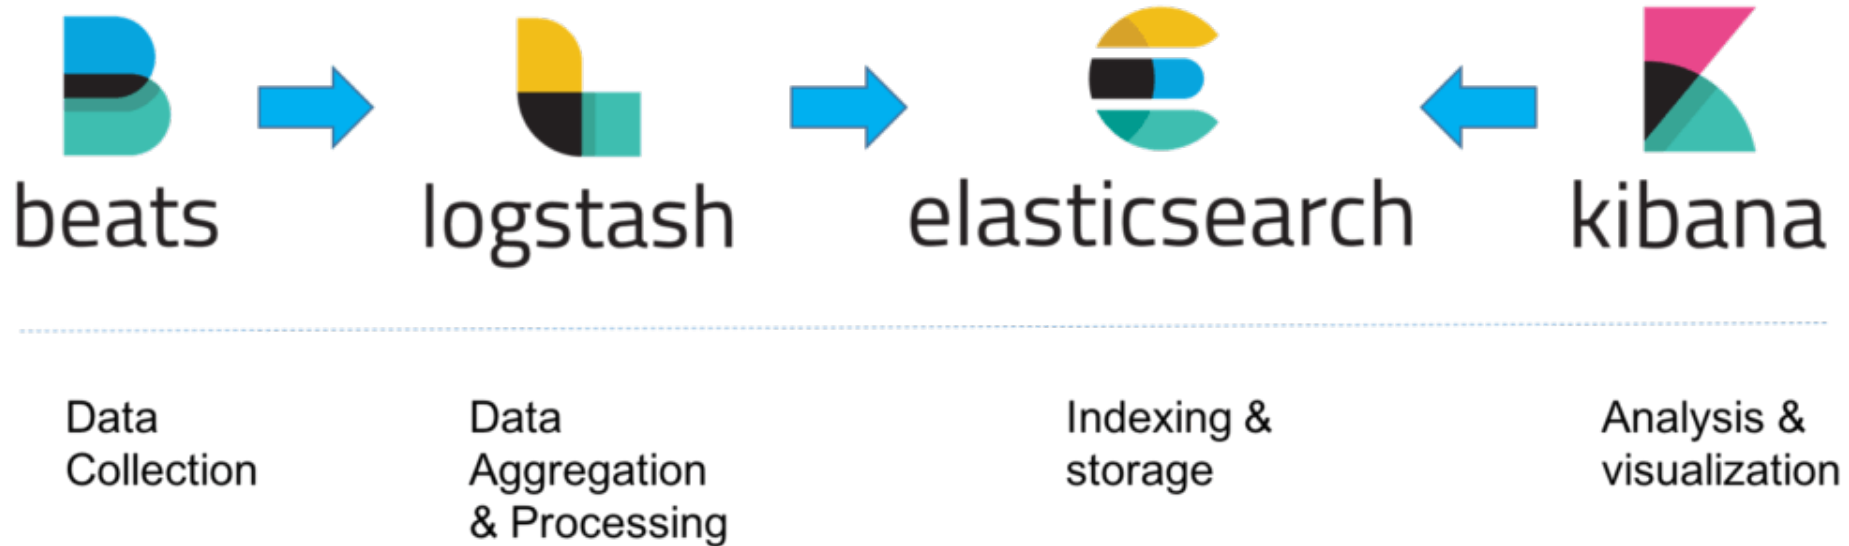 beats
logstash
elasticsearch
kibana
Data
Collection
Data
Aggregation
& Processing
Indexing &
storage
Analysis &
visualization